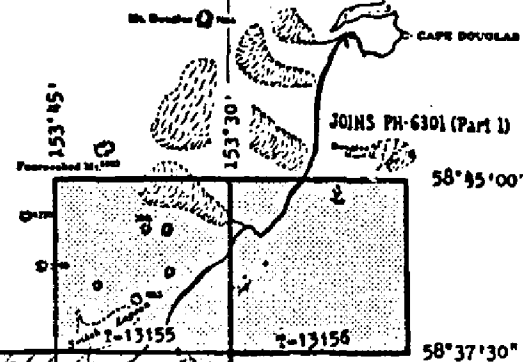 Mt. Douglas
CAPE DOUGLAS
153°45'
153°30'
JOINS PH-6301 (Part 1)
Fourpeaked Mt.
58°45'00"
T-13155
T-13156
58°37'30"